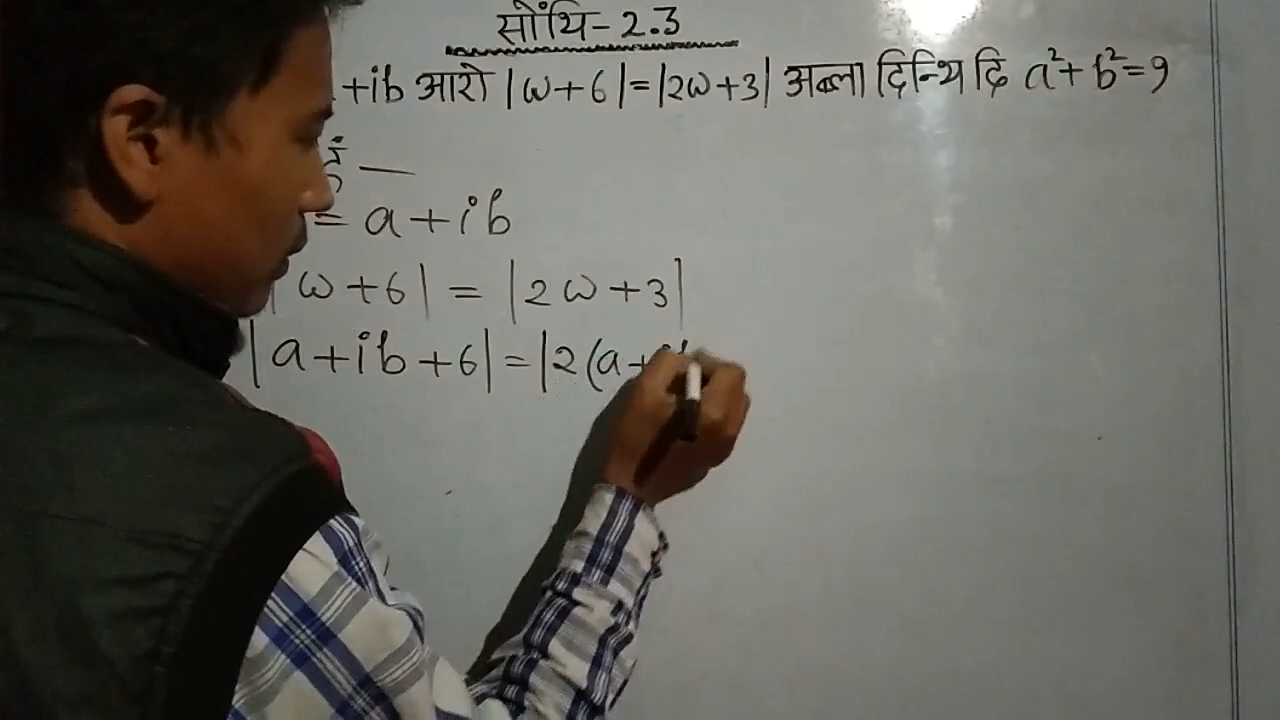 सोंथि-2.3
+ib आरो |ω+6|=|2ω+3| अब्ला दिन्थि दि a²+b²=9
= a+ib
|ω+6| = |2ω+3|
|a+ib+6|=|2(a+